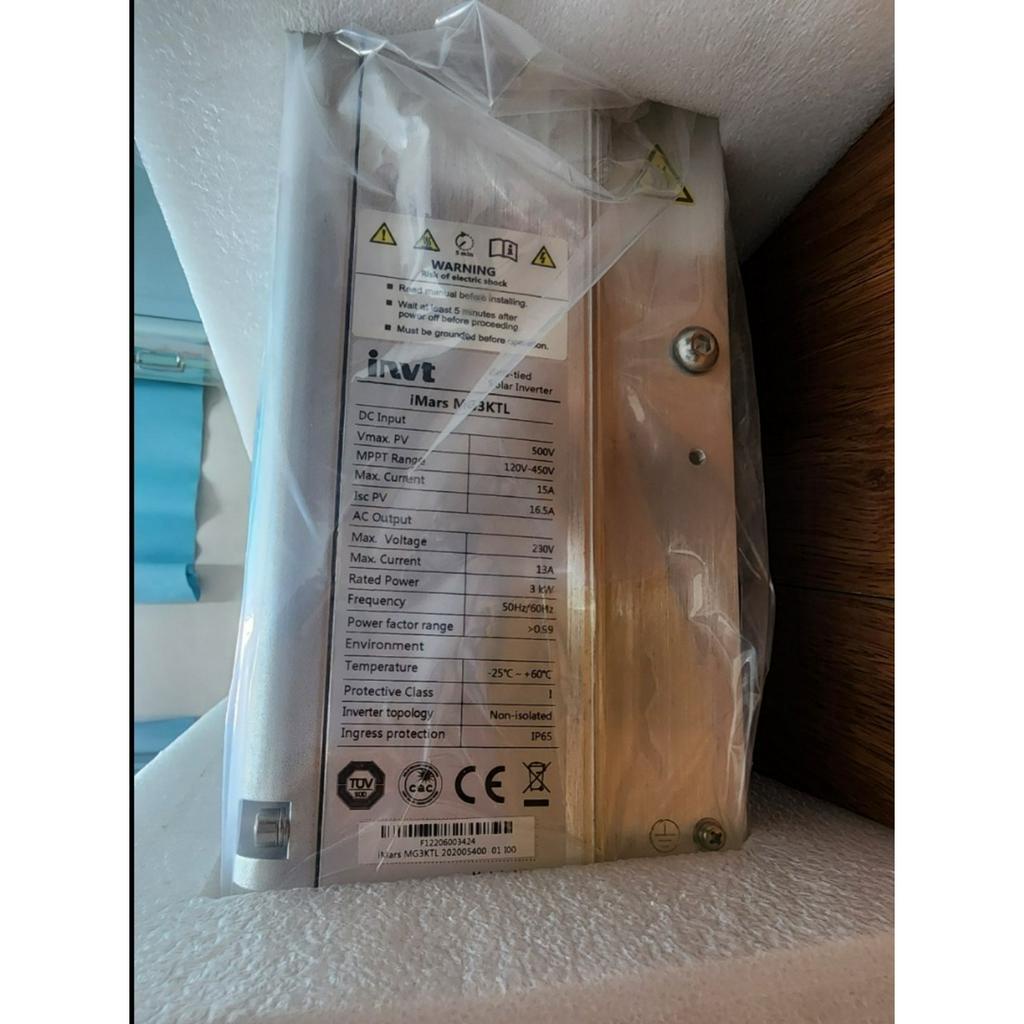 5 min
WARNING
Risk of electric shock
■ Read manual before installing.
■ Wait at least 5 minutes after
power off before proceeding
■ Must be grounded before operation.
invt
-tied
Solar Inverter
iMars MG3KTL
DC Input
Vmax. PV 500V
MPPT Range 120V-450V
Max. Current 15A
Isc PV 16.5A
AC Output
Max. Voltage 230V
Max. Current 13A
Rated Power 3 kW
Frequency 50Hz/60Hz
Power factor range
Environment
Temperature -25℃ ~ +60℃
Protective Class I
Inverter topology Non-isolated
Ingress protection IP65
TÜV
SÜD
CE
F12206003424
iMars MG3KTL 202005400 01 I00